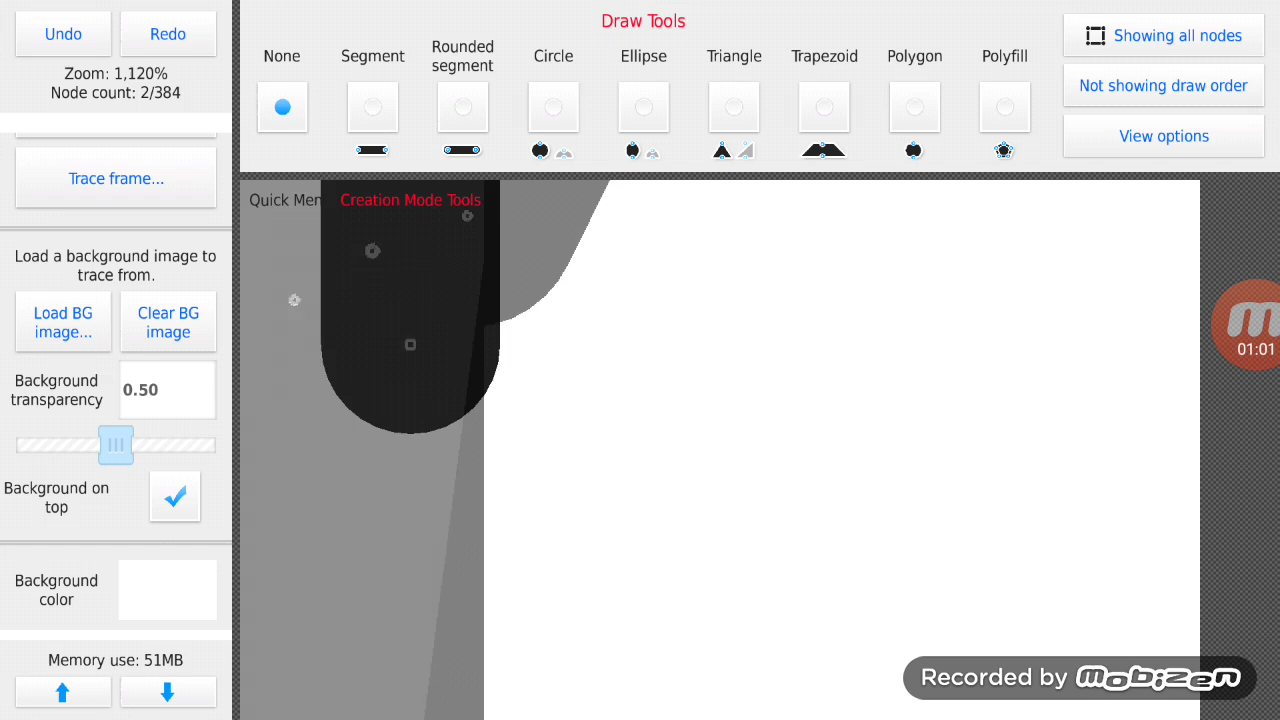 Undo
Redo
Zoom: 1,120%
Node count: 2/384
Trace frame...
Load a background image to
trace from.
Load BG
image...
Clear BG
image
Background
transparency
0.50
Background on
top
Background
color
Memory use: 51MB
Draw Tools
None
Segment
Rounded
segment
Circle
Ellipse
Triangle
Trapezoid
Polygon
Polyfill
Showing all nodes
Not showing draw order
View options
Quick Men
Creation Mode Tools
01:01
Recorded by Mobizen